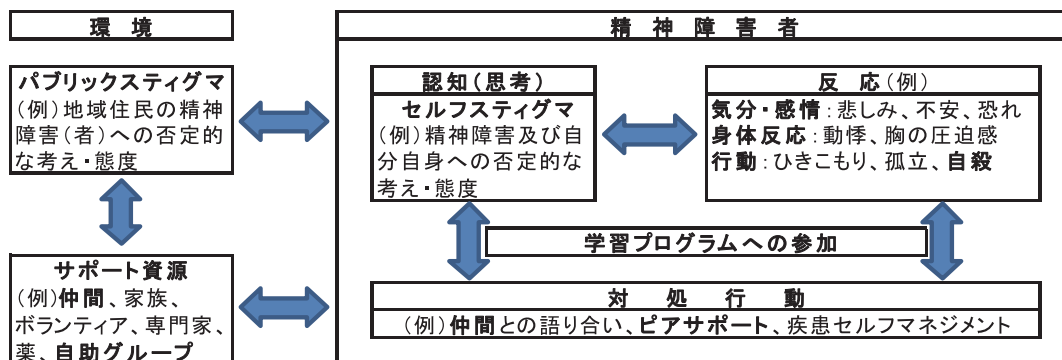 環　境
パブリックスティグマ
(例)地域住民の精神
障害(者)への否定的
な考え・態度
サポート資源
(例)仲間、家族、
ボランティア、専門家、
薬、自助グループ
精　神　障　害　者
認知(思考)
セルフスティグマ
(例)精神障害及び自
分自身への否定的な
考え・態度
反　応(例)
気分・感情:悲しみ、不安、恐れ
身体反応:動悸、胸の圧迫感
行動:ひきこもり、孤立、自殺
学習プログラムへの参加
対　処　行　動
(例)仲間との語り合い、ピアサポート、疾患セルフマネジメント